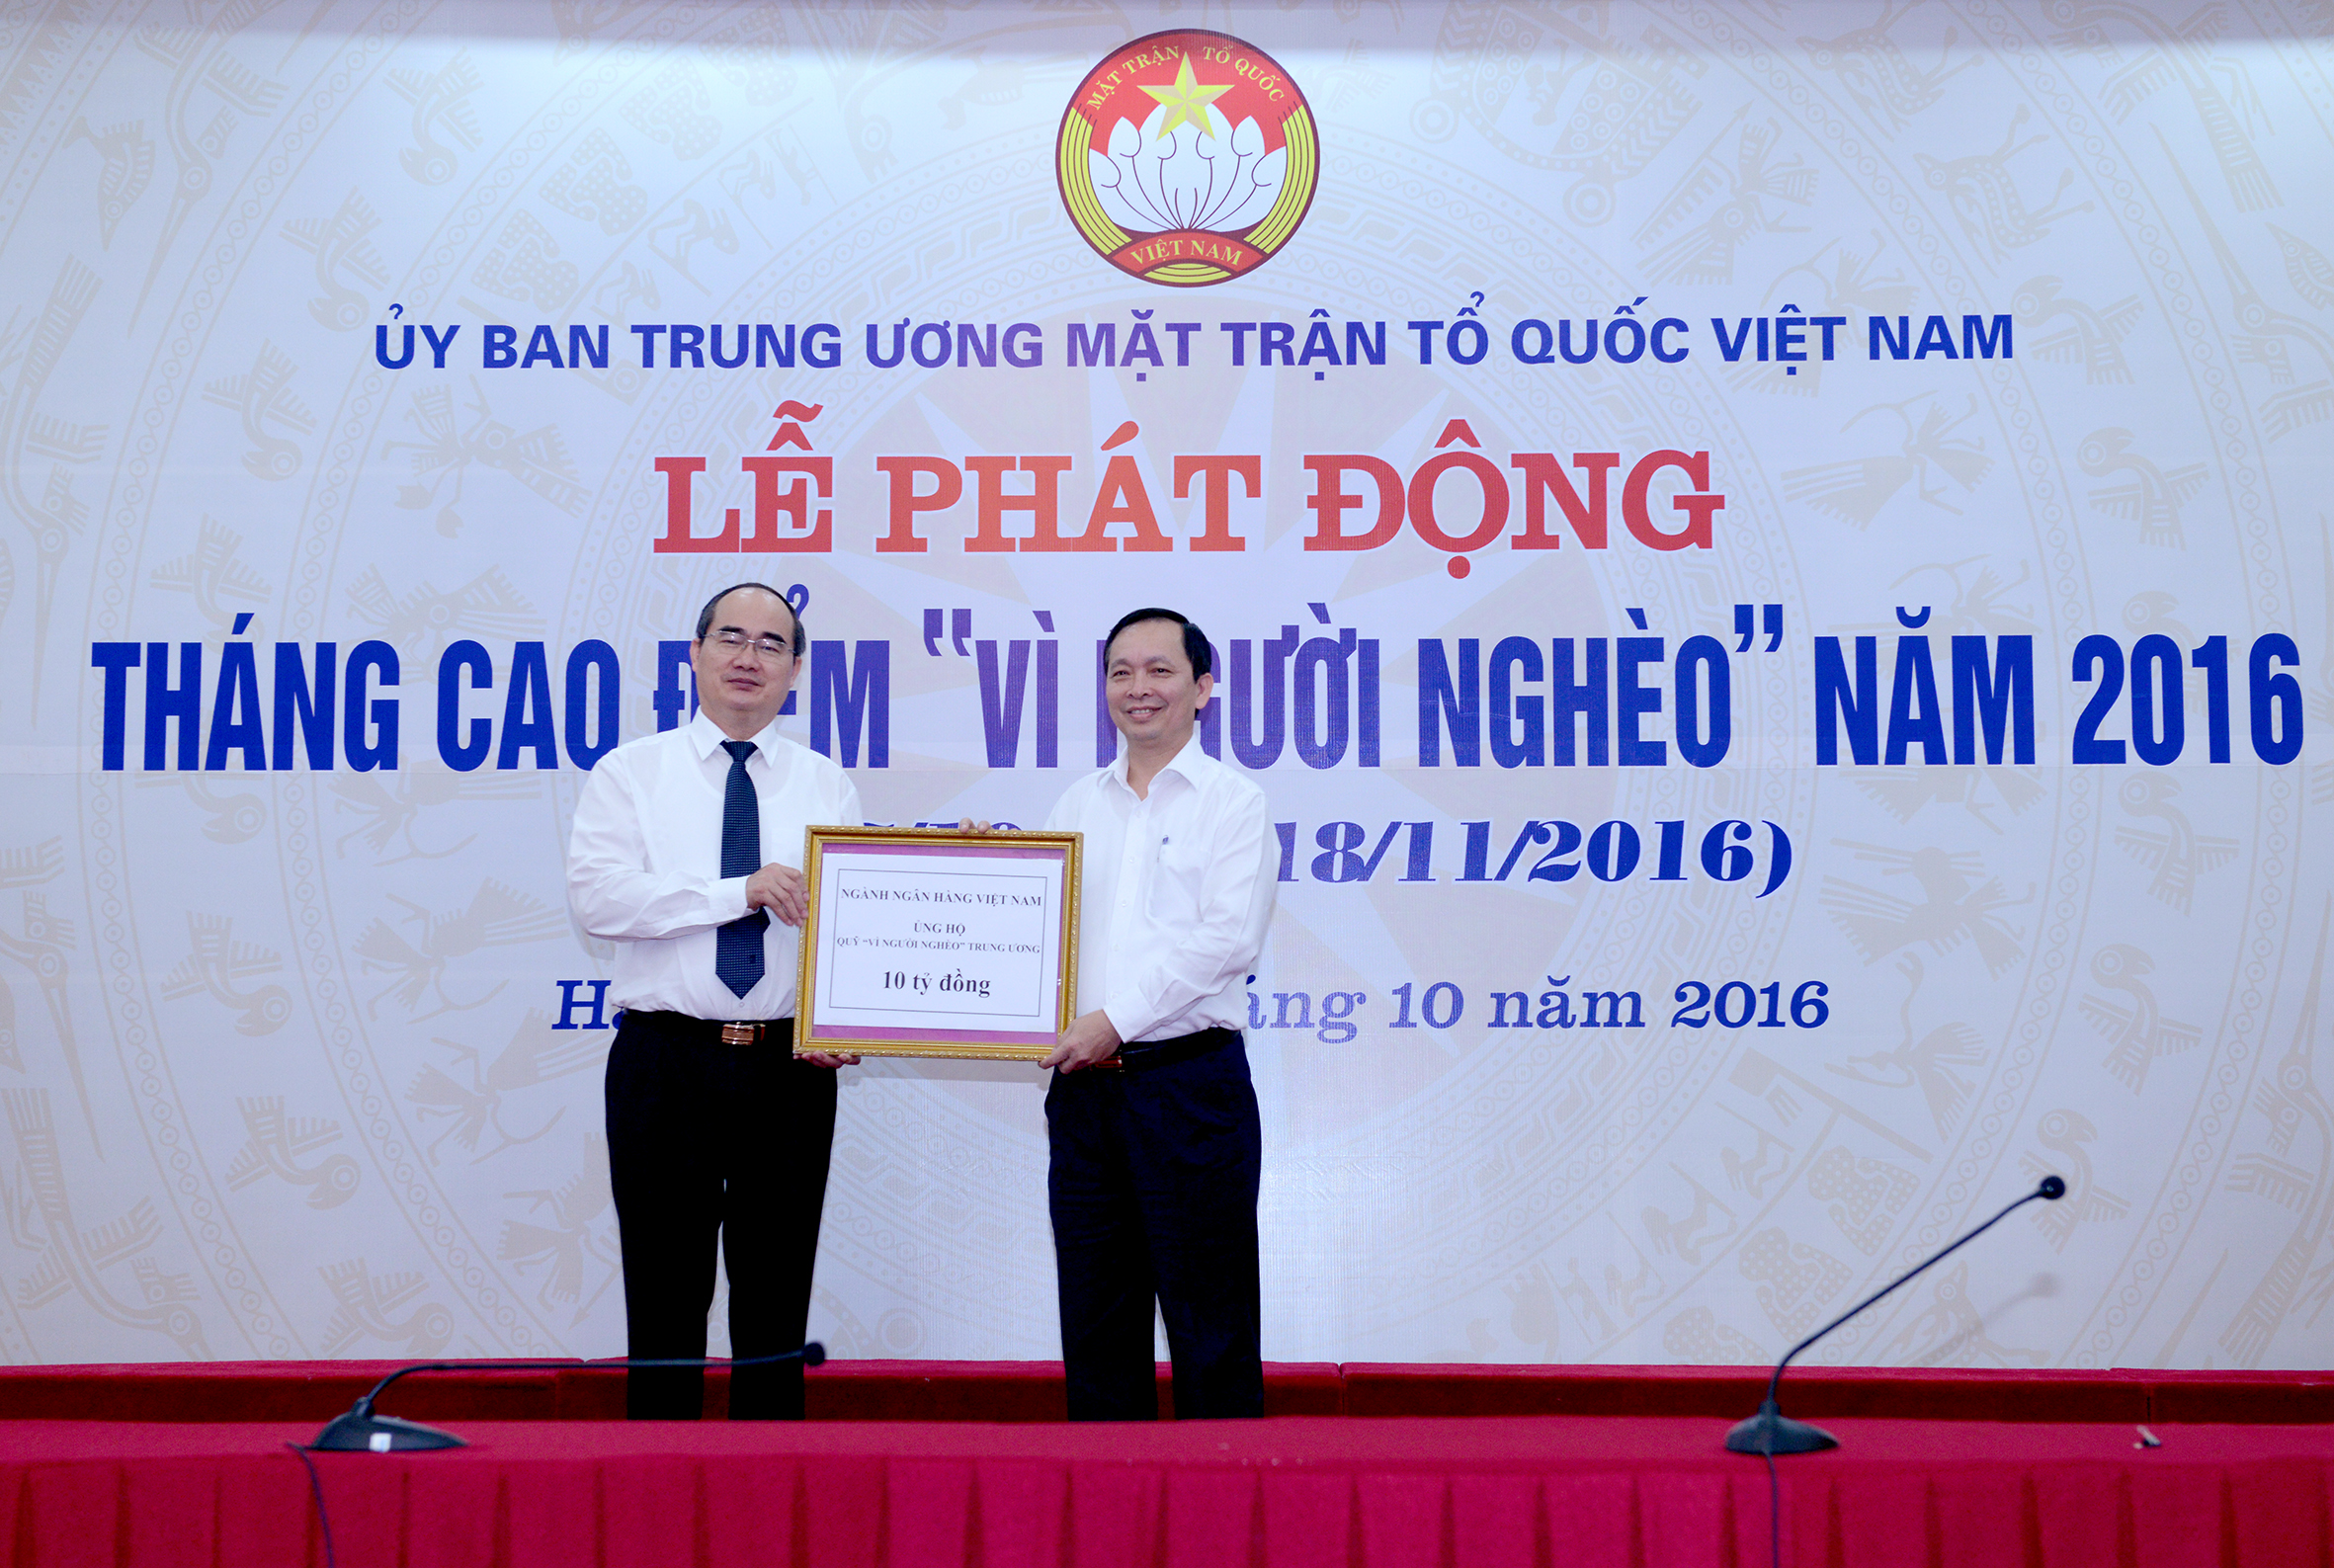 MẶT TRẬN TỔ QUỐC
VIỆT NAM
ỦY BAN TRUNG ƯƠNG MẶT TRẬN TỔ QUỐC VIỆT NAM
LỄ PHÁT ĐỘNG
THÁNG CAO ĐIỂM "VÌ NGƯỜI NGHÈO" NĂM 2016
18/11/2016)
NGÀNH NGÂN HÀNG VIỆT NAM
ỦNG HỘ
QUỸ "VÌ NGƯỜI NGHÈO" TRUNG ƯƠNG
10 tỷ đồng
10 năm 2016